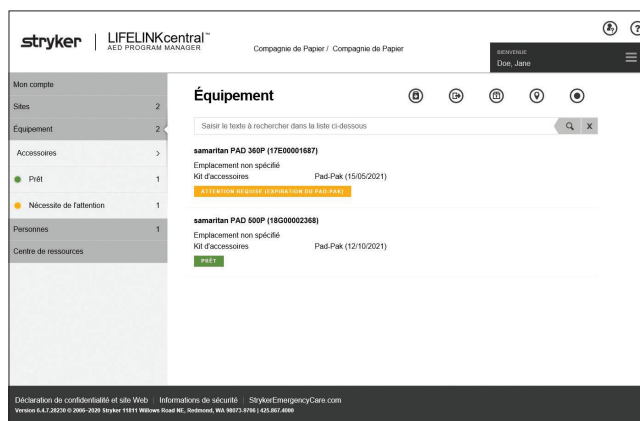 stryker
LIFELINKcentral™
AED PROGRAM MANAGER
Compagnie de Papier / Compagnie de Papier
BIENVENUE
Doe, Jane
Mon compte
Sites 2
Équipement 2
Accessoires >
Prêt 1
Nécessite de l'attention 1
Personnes 1
Centre de ressources
Équipement
Saisir le texte à rechercher dans la liste ci-dessous
X
samaritan PAD 360P (17E00001687)
Emplacement non spécifié
Kit d'accessoires Pad-Pak (15/05/2021)
ATTENTION REQUISE (EXPIRATION DU PAD-PAK)
samaritan PAD 500P (18G00002368)
Emplacement non spécifié
Kit d'accessoires Pad-Pak (12/10/2021)
PRÊT
Déclaration de confidentialité et site Web | Informations de sécurité | StrykerEmergencyCare.com
Version 6.4.7.28230 © 2006-2020 Stryker 11811 Willows Road NE, Redmond, WA 98073-9706 | 425.867.4000